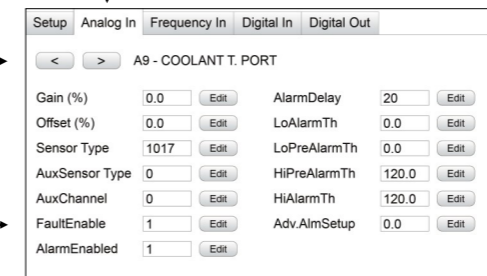 Setup Analog In Frequency In Digital In Digital Out
< > A9 - COOLANT T. PORT
Gain (%) 0.0 Edit AlarmDelay 20 Edit
Offset (%) 0.0 Edit LoAlarmTh 0.0 Edit
Sensor Type 1017 Edit LoPreAlarmTh 0.0 Edit
AuxSensor Type 0 Edit HiPreAlarmTh 120.0 Edit
AuxChannel 0 Edit HiAlarmTh 120.0 Edit
FaultEnable 1 Edit Adv.AlmSetup 0.0 Edit
AlarmEnabled 1 Edit